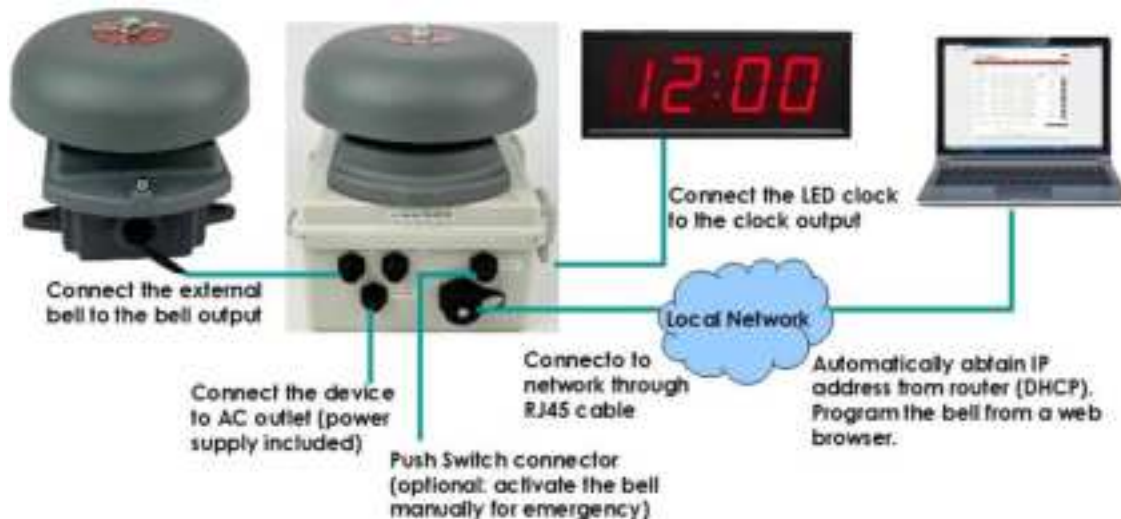 12:00
Connect the LED clock
to the clock output
Connect the external
bell to the bell output
Local Network
Connecto to
network through
RJ45 cable
Automatically abtain IP
address from router (DHCP).
Program the bell from a web
browser.
Connect the device
to AC outlet (power
supply included)
Push Switch connector
(optional: activate the bell
manually for emergency)